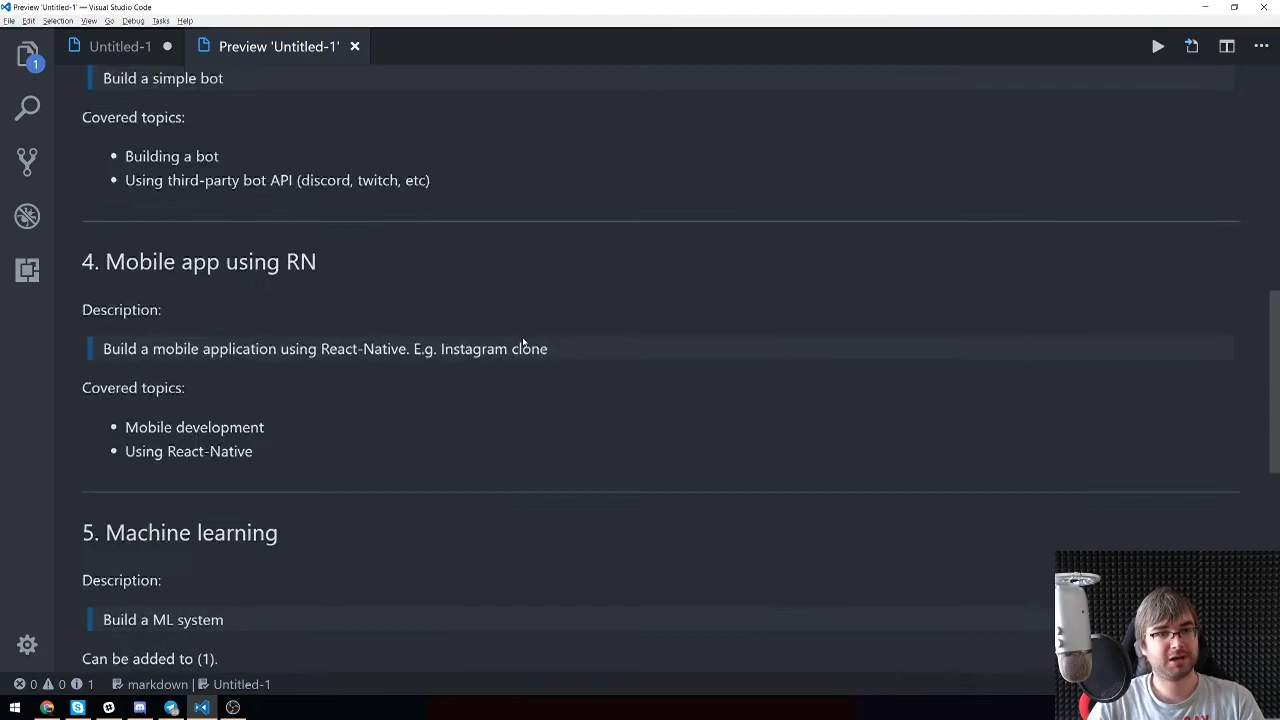 Preview 'Untitled-1' — Visual Studio Code
File Edit Selection View Go Debug Tasks Help
Untitled-1
Preview 'Untitled-1'
1
Build a simple bot
Covered topics:
Building a bot
Using third-party bot API (discord, twitch, etc)
4. Mobile app using RN
Description:
Build a mobile application using React-Native. E.g. Instagram clone
Covered topics:
Mobile development
Using React-Native
5. Machine learning
Description:
Build a ML system
Can be added to (1).
0 0 1 markdown Untitled-1